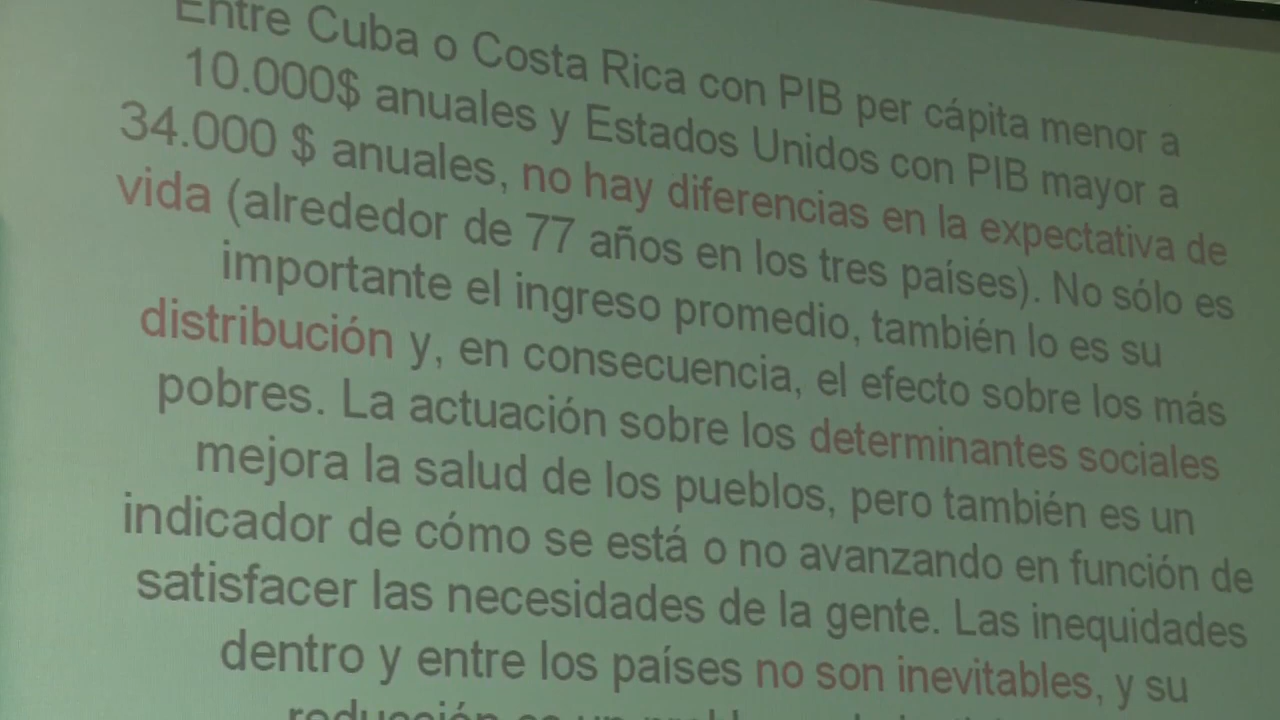 Entre Cuba o Costa Rica con PIB per cápita menor a
10.000$ anuales y Estados Unidos con PIB mayor a
34.000 $ anuales, no hay diferencias en la expectativa de
vida (alrededor de 77 años en los tres países). No sólo es
importante el ingreso promedio, también lo es su
distribución y, en consecuencia, el efecto sobre los más
pobres. La actuación sobre los determinantes sociales
mejora la salud de los pueblos, pero también es un
indicador de cómo se está o no avanzando en función de
satisfacer las necesidades de la gente. Las inequidades
dentro y entre los países no son inevitables, y su